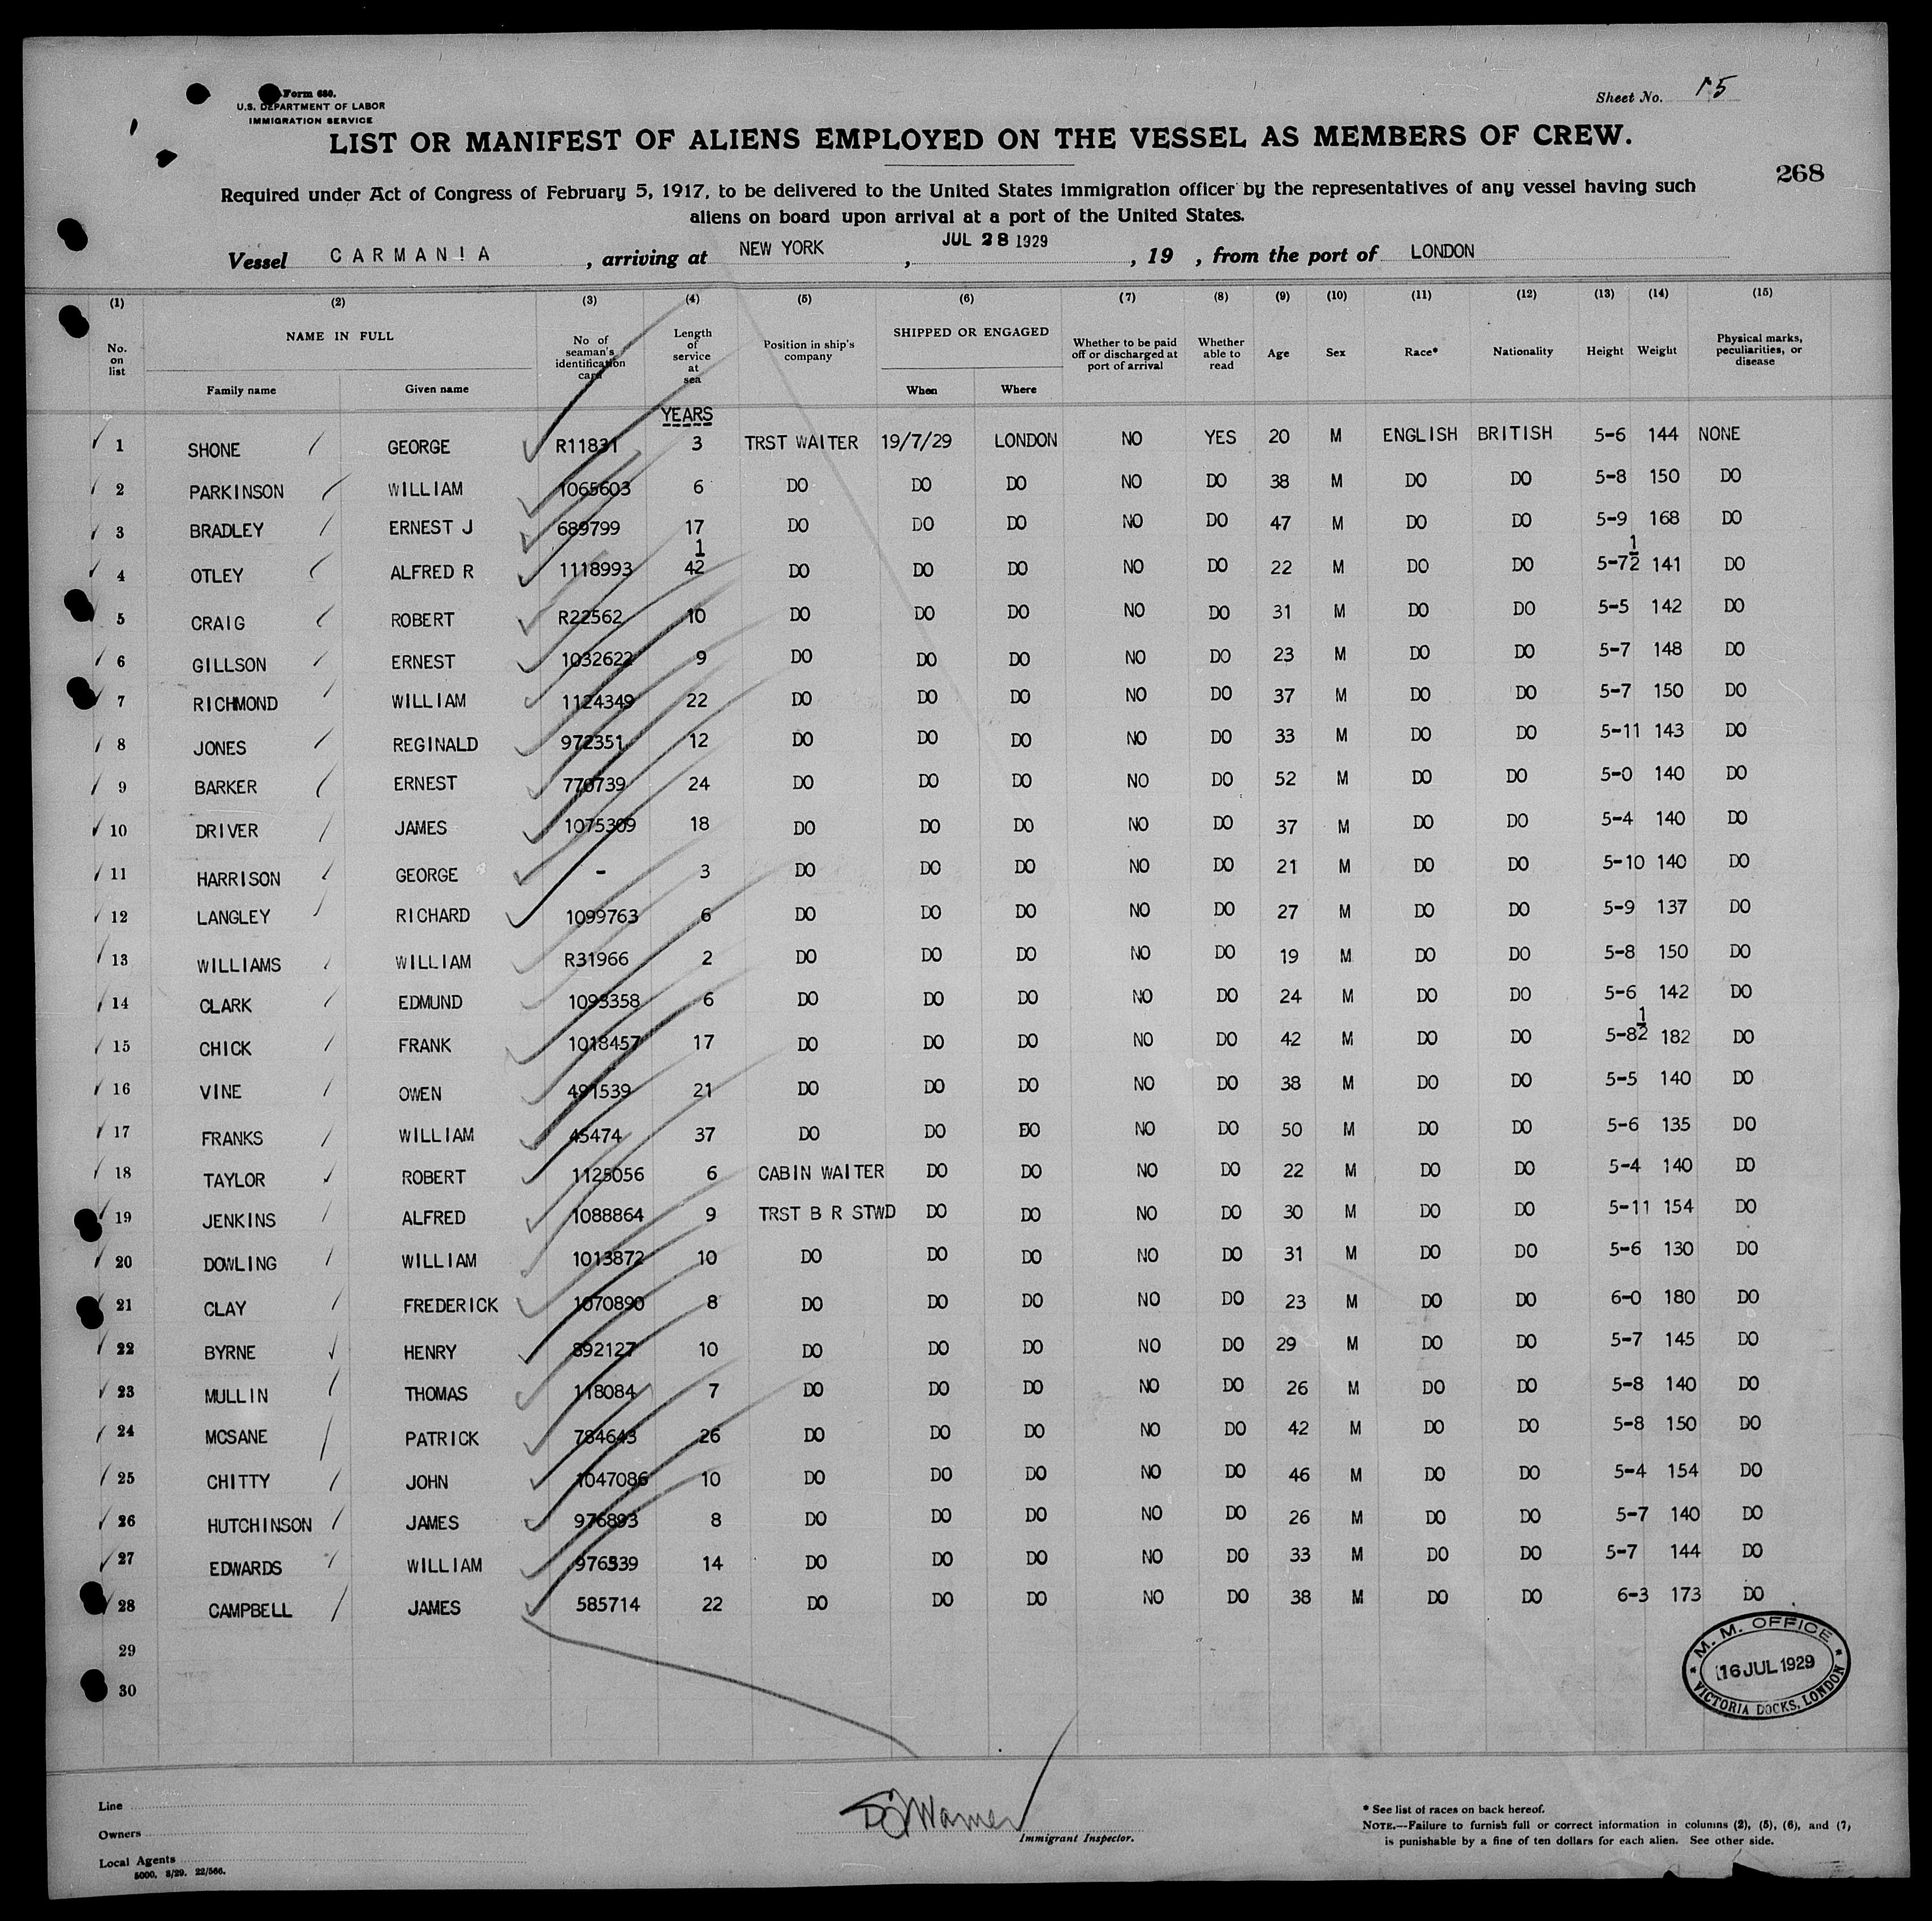 Form 680.
U.S. DEPARTMENT OF LABOR
IMMIGRATION SERVICE
Sheet No. 15
LIST OR MANIFEST OF ALIENS EMPLOYED ON THE VESSEL AS MEMBERS OF CREW.
268
Required under Act of Congress of February 5, 1917, to be delivered to the United States immigration officer by the representatives of any vessel having such
aliens on board upon arrival at a port of the United States.
Vessel CARMANIA , arriving at NEW YORK , JUL 28 1929 , 19 , from the port of LONDON
(1) (2) (3) (4) (5) (6) (7) (8) (9) (10) (11) (12) (13) (14) (15)
No. on list NAME IN FULL Family name Given name No of seaman's identification card Length of service at sea Position in ship's company SHIPPED OR ENGAGED When Where Whether to be paid off or discharged at port of arrival Whether able to read Age Sex Race* Nationality Height Weight Physical marks, peculiarities, or disease
YEARS
1 SHONE GEORGE R11831 3 TRST WAITER 19/7/29 LONDON NO YES 20 M ENGLISH BRITISH 5-6 144 NONE
2 PARKINSON WILLIAM 1065603 6 DO DO DO NO DO 38 M DO DO 5-8 150 DO
3 BRADLEY ERNEST J 689799 17 DO DO DO NO DO 47 M DO DO 5-9 168 DO
4 OTLEY ALFRED R 1118993 4 1/2 DO DO DO NO DO 22 M DO DO 5-7 1/2 141 DO
5 CRAIG ROBERT R22562 10 DO DO DO NO DO 31 M DO DO 5-5 142 DO
6 GILLSON ERNEST 1032622 9 DO DO DO NO DO 23 M DO DO 5-7 148 DO
7 RICHMOND WILLIAM 1124349 22 DO DO DO NO DO 37 M DO DO 5-7 150 DO
8 JONES REGINALD 972351 12 DO DO DO NO DO 33 M DO DO 5-11 143 DO
9 BARKER ERNEST 770739 24 DO DO DO NO DO 52 M DO DO 5-0 140 DO
10 DRIVER JAMES 1075309 18 DO DO DO NO DO 37 M DO DO 5-4 140 DO
11 HARRISON GEORGE - 3 DO DO DO NO DO 21 M DO DO 5-10 140 DO
12 LANGLEY RICHARD 1099763 6 DO DO DO NO DO 27 M DO DO 5-9 137 DO
13 WILLIAMS WILLIAM R31966 2 DO DO DO NO DO 19 M DO DO 5-8 150 DO
14 CLARK EDMUND 1093358 6 DO DO DO NO DO 24 M DO DO 5-6 142 DO
15 CHICK FRANK 1018457 17 DO DO DO NO DO 42 M DO DO 5-8 1/2 182 DO
16 VINE OWEN 491539 21 DO DO DO NO DO 38 M DO DO 5-5 140 DO
17 FRANKS WILLIAM 45474 37 DO DO DO NO DO 50 M DO DO 5-6 135 DO
18 TAYLOR ROBERT 1125056 6 CABIN WAITER DO DO NO DO 22 M DO DO 5-4 140 DO
19 JENKINS ALFRED 1088864 9 TRST B R STWD DO DO NO DO 30 M DO DO 5-11 154 DO
20 DOWLING WILLIAM 1013872 10 DO DO DO NO DO 31 M DO DO 5-6 130 DO
21 CLAY FREDERICK 1070890 8 DO DO DO NO DO 23 M DO DO 6-0 180 DO
22 BYRNE HENRY 892127 10 DO DO DO NO DO 29 M DO DO 5-7 145 DO
23 MULLIN THOMAS 118084 7 DO DO DO NO DO 26 M DO DO 5-8 140 DO
24 MCSANE PATRICK 784643 26 DO DO DO NO DO 42 M DO DO 5-8 150 DO
25 CHITTY JOHN 1047086 10 DO DO DO NO DO 46 M DO DO 5-4 154 DO
26 HUTCHINSON JAMES 976893 8 DO DO DO NO DO 26 M DO DO 5-7 140 DO
27 EDWARDS WILLIAM 976539 14 DO DO DO NO DO 33 M DO DO 5-7 144 DO
28 CAMPBELL JAMES 585714 22 DO DO DO NO DO 38 M DO DO 6-3 173 DO
29
30
M. M. OFFICE
16 JUL 1929
VICTORIA DOCKS, LONDON
Line
Owners
Local Agents
5000. 3/29. 22/566.
Warner
Immigrant Inspector.
* See list of races on back hereof.
NOTE.—Failure to furnish full or correct information in columns (2), (5), (6), and (7,
is punishable by a fine of ten dollars for each alien. See other side.